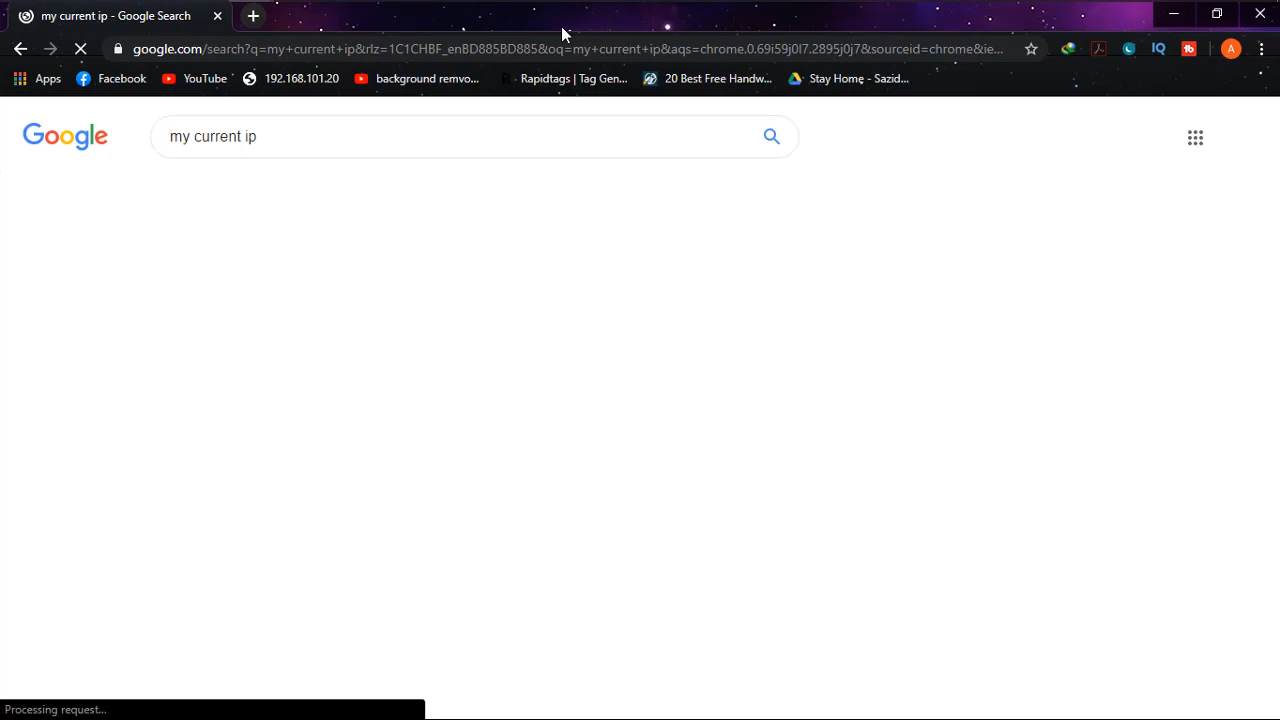 my current ip - Google Search
google.com/search?q=my+current+ip&rlz=1C1CHBF_enBD885BD885&oq=my+current+ip&aqs=chrome.0.69i59j0l7.2895j0j7&sourceid=chrome&ie...
Apps Facebook YouTube 192.168.101.20 background remvo... Rapidtags | Tag Gen... 20 Best Free Handw... Stay Home - Sazid...
Google my current ip
Processing request...